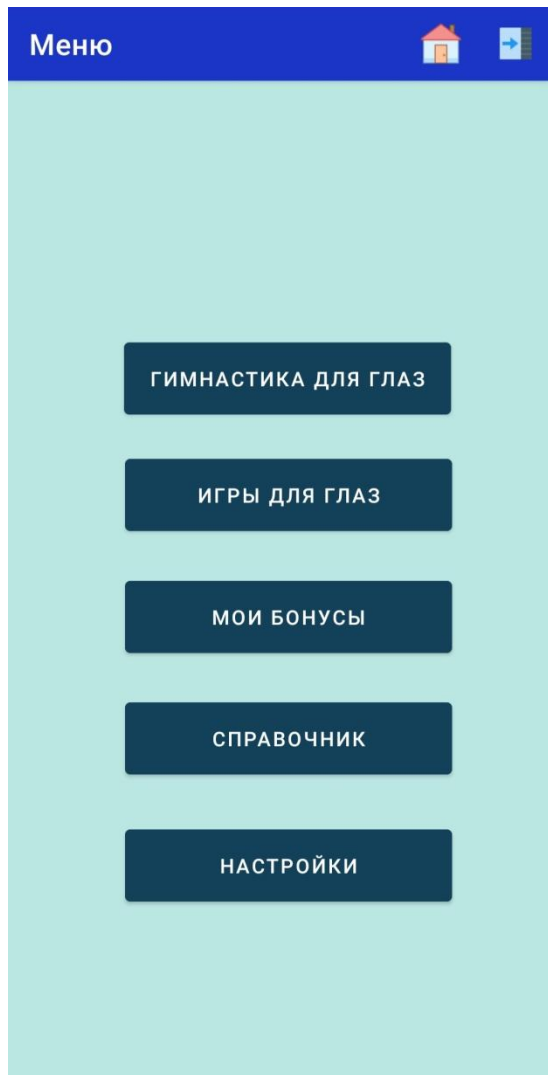 Меню
ГИМНАСТИКА ДЛЯ ГЛАЗ
ИГРЫ ДЛЯ ГЛАЗ
МОИ БОНУСЫ
СПРАВОЧНИК
НАСТРОЙКИ